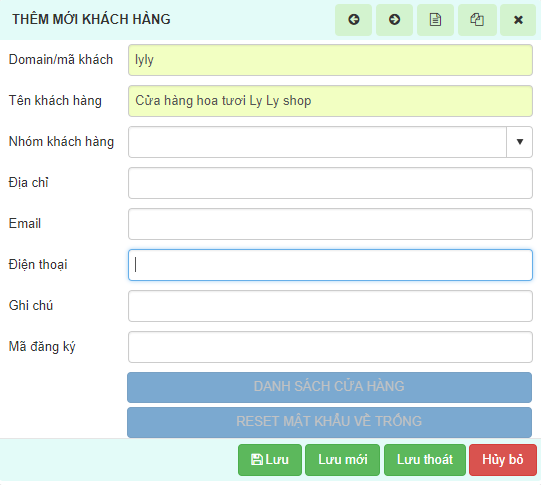 THÊM MỚI KHÁCH HÀNG
Domain/mã khách lyly
Tên khách hàng Cửa hàng hoa tươi Ly Ly shop
Nhóm khách hàng
Địa chỉ
Email
Điện thoại
Ghi chú
Mã đăng ký
DANH SÁCH CỬA HÀNG
RESET MẬT KHẨU VỀ TRỐNG
Lưu Lưu mới Lưu thoát Hủy bỏ